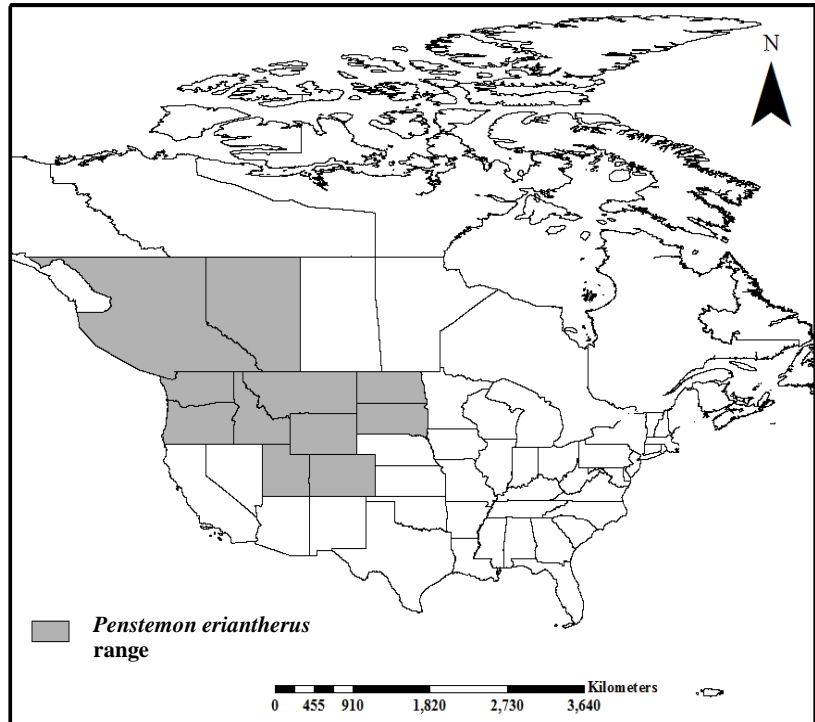 N
Penstemon eriantherus
range
Kilometers
0 455 910 1,820 2,730 3,640